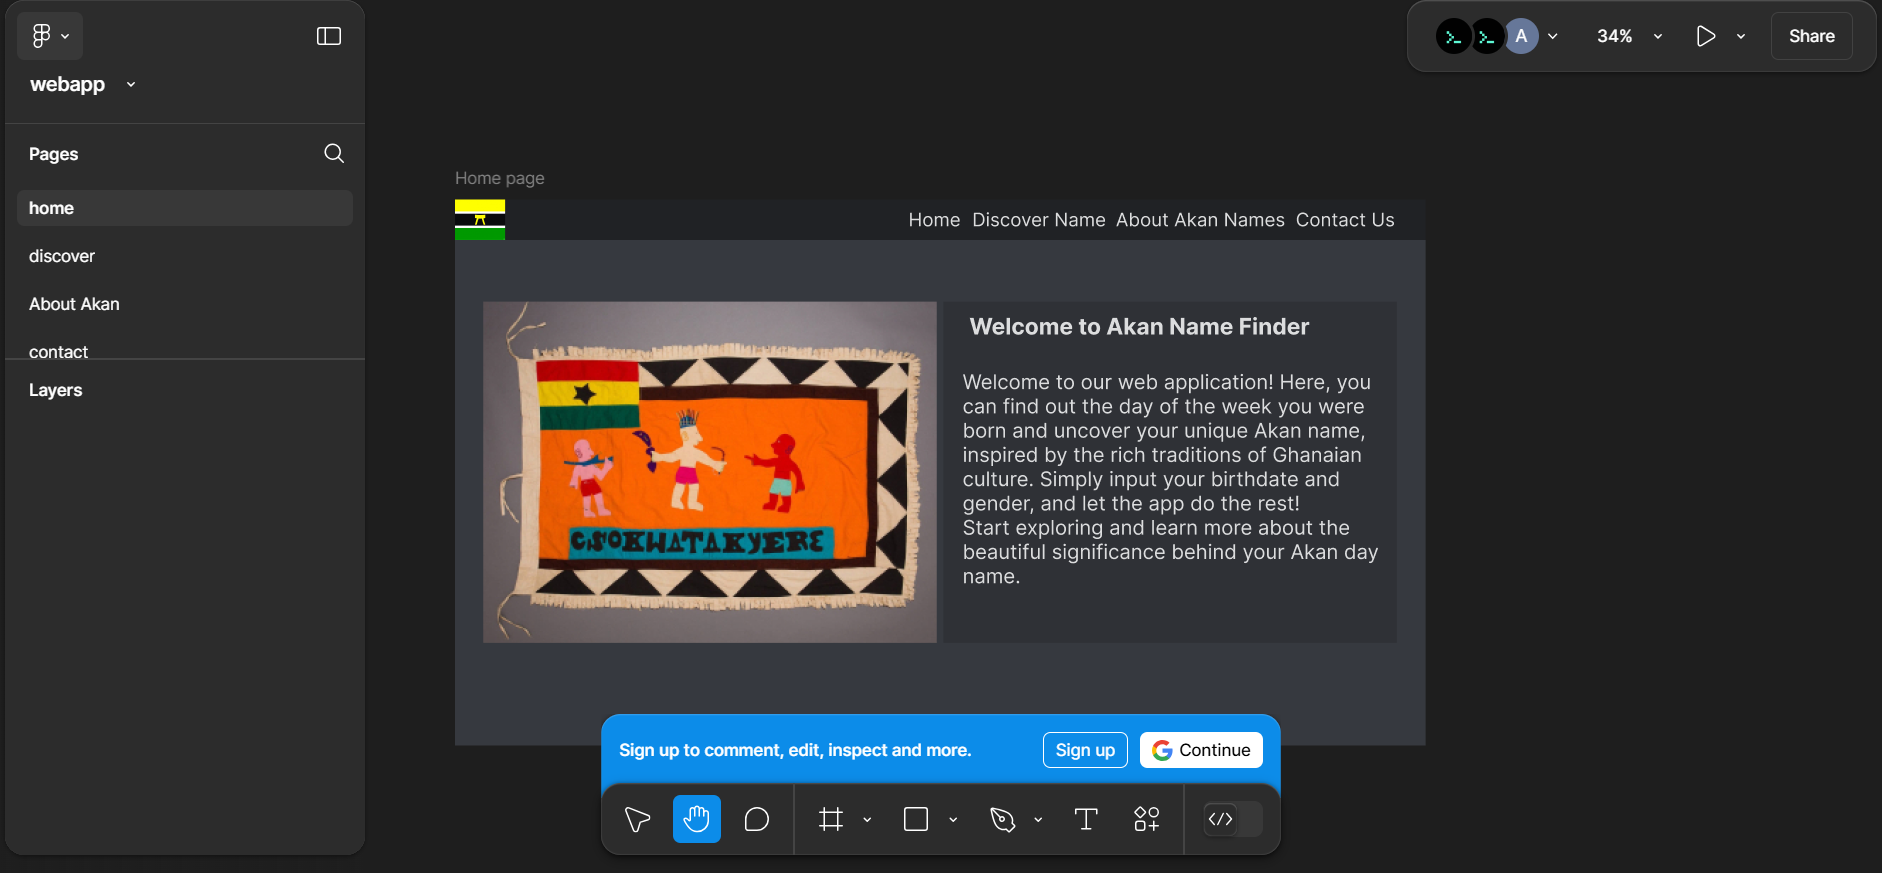 webapp
Pages
home
discover
About Akan
contact
Layers
A
34%
Share
Home page
Home Discover Name About Akan Names Contact Us
Welcome to Akan Name Finder
Welcome to our web application! Here, you
can find out the day of the week you were
born and uncover your unique Akan name,
inspired by the rich traditions of Ghanaian
culture. Simply input your birthdate and
gender, and let the app do the rest!
Start exploring and learn more about the
beautiful significance behind your Akan day
name.
Sign up to comment, edit, inspect and more.
Sign up
Continue